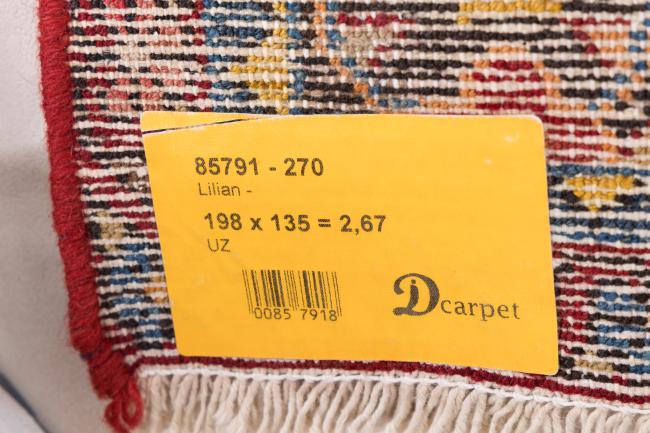 85791 - 270
Lilian -
198 x 135 = 2,67
UZ
0085 7918
Dcarpet